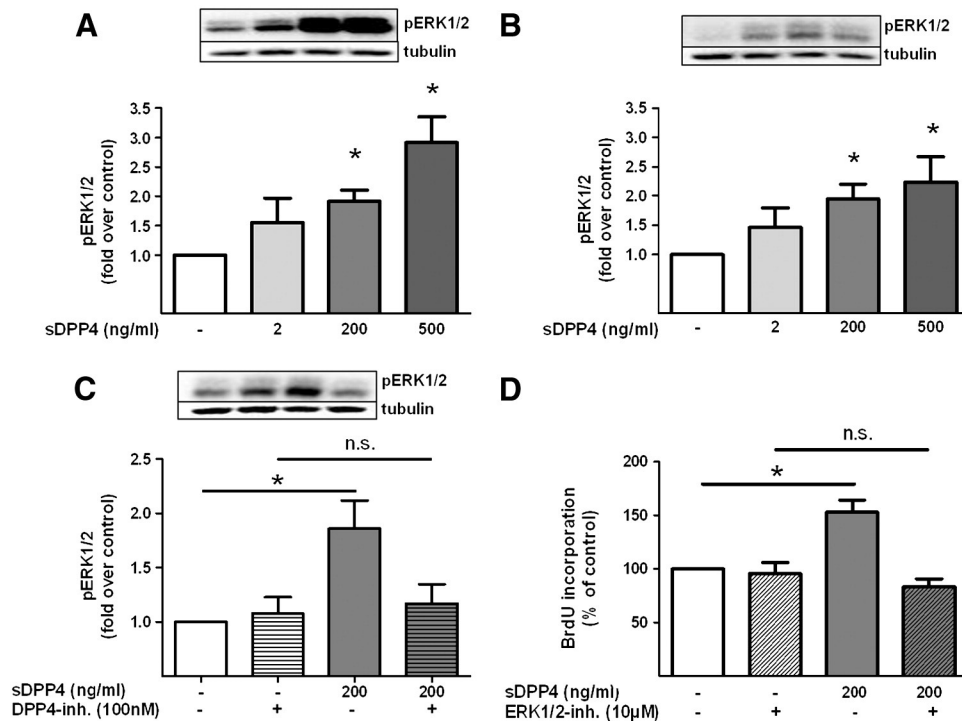 A
pERK1/2
tubulin
pERK1/2
(fold over control)
3.5
3.0
2.5
2.0
1.5
1.0
*
*
sDPP4 (ng/ml) - 2 200 500
B
pERK1/2
tubulin
pERK1/2
(fold over control)
3.5
3.0
2.5
2.0
1.5
1.0
*
*
sDPP4 (ng/ml) - 2 200 500
C
pERK1/2
tubulin
pERK1/2
(fold over control)
2.5
2.0
1.5
1.0
n.s.
*
sDPP4 (ng/ml) - - 200 200
DPP4-inh. (100nM) - + - +
D
BrdU incorporation
(% of control)
200
150
100
50
n.s.
*
sDPP4 (ng/ml) - - 200 200
ERK1/2-inh. (10µM) - + - +